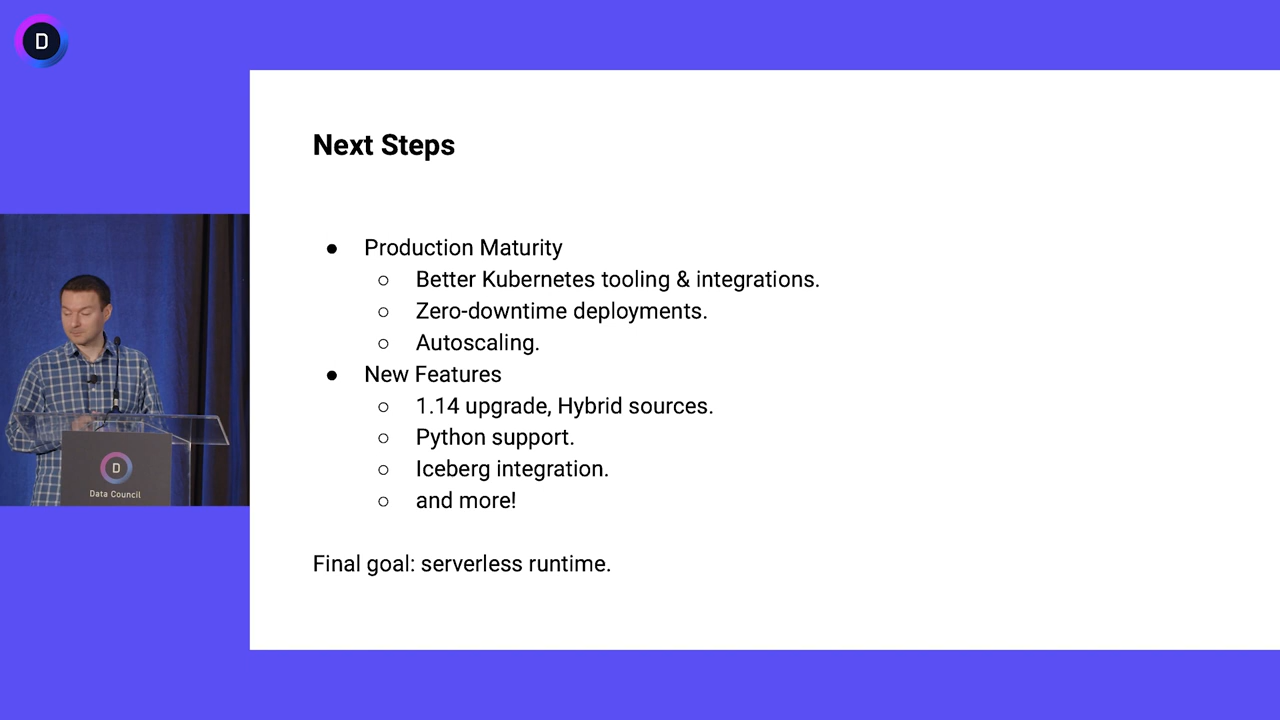 D
Next Steps
● Production Maturity
○ Better Kubernetes tooling & integrations.
○ Zero-downtime deployments.
○ Autoscaling.
● New Features
○ 1.14 upgrade, Hybrid sources.
○ Python support.
○ Iceberg integration.
○ and more!
Final goal: serverless runtime.
D
Data Council